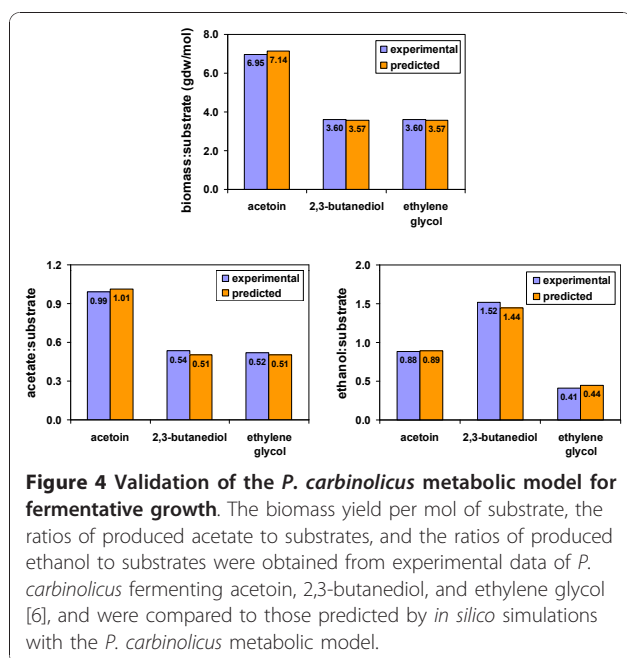 biomass:substrate (gdw/mol)
8.0
6.0
4.0
2.0
0.0
experimental
predicted
6.95
7.14
3.60
3.57
3.60
3.57
acetoin
2,3-butanediol
ethylene
glycol
acetate:substrate
1.2
0.9
0.6
0.3
0.0
experimental
predicted
0.99
1.01
0.54
0.51
0.52
0.51
acetoin
2,3-butanediol
ethylene
glycol
ethanol:substrate
2.0
1.5
1.0
0.5
0.0
experimental
predicted
0.88
0.89
1.52
1.44
0.41
0.44
acetoin
2,3-butanediol
ethylene
glycol
Figure 4 Validation of the P. carbinolicus metabolic model for
fermentative growth. The biomass yield per mol of substrate, the
ratios of produced acetate to substrates, and the ratios of produced
ethanol to substrates were obtained from experimental data of P.
carbinolicus fermenting acetoin, 2,3-butanediol, and ethylene glycol
[6], and were compared to those predicted by in silico simulations
with the P. carbinolicus metabolic model.